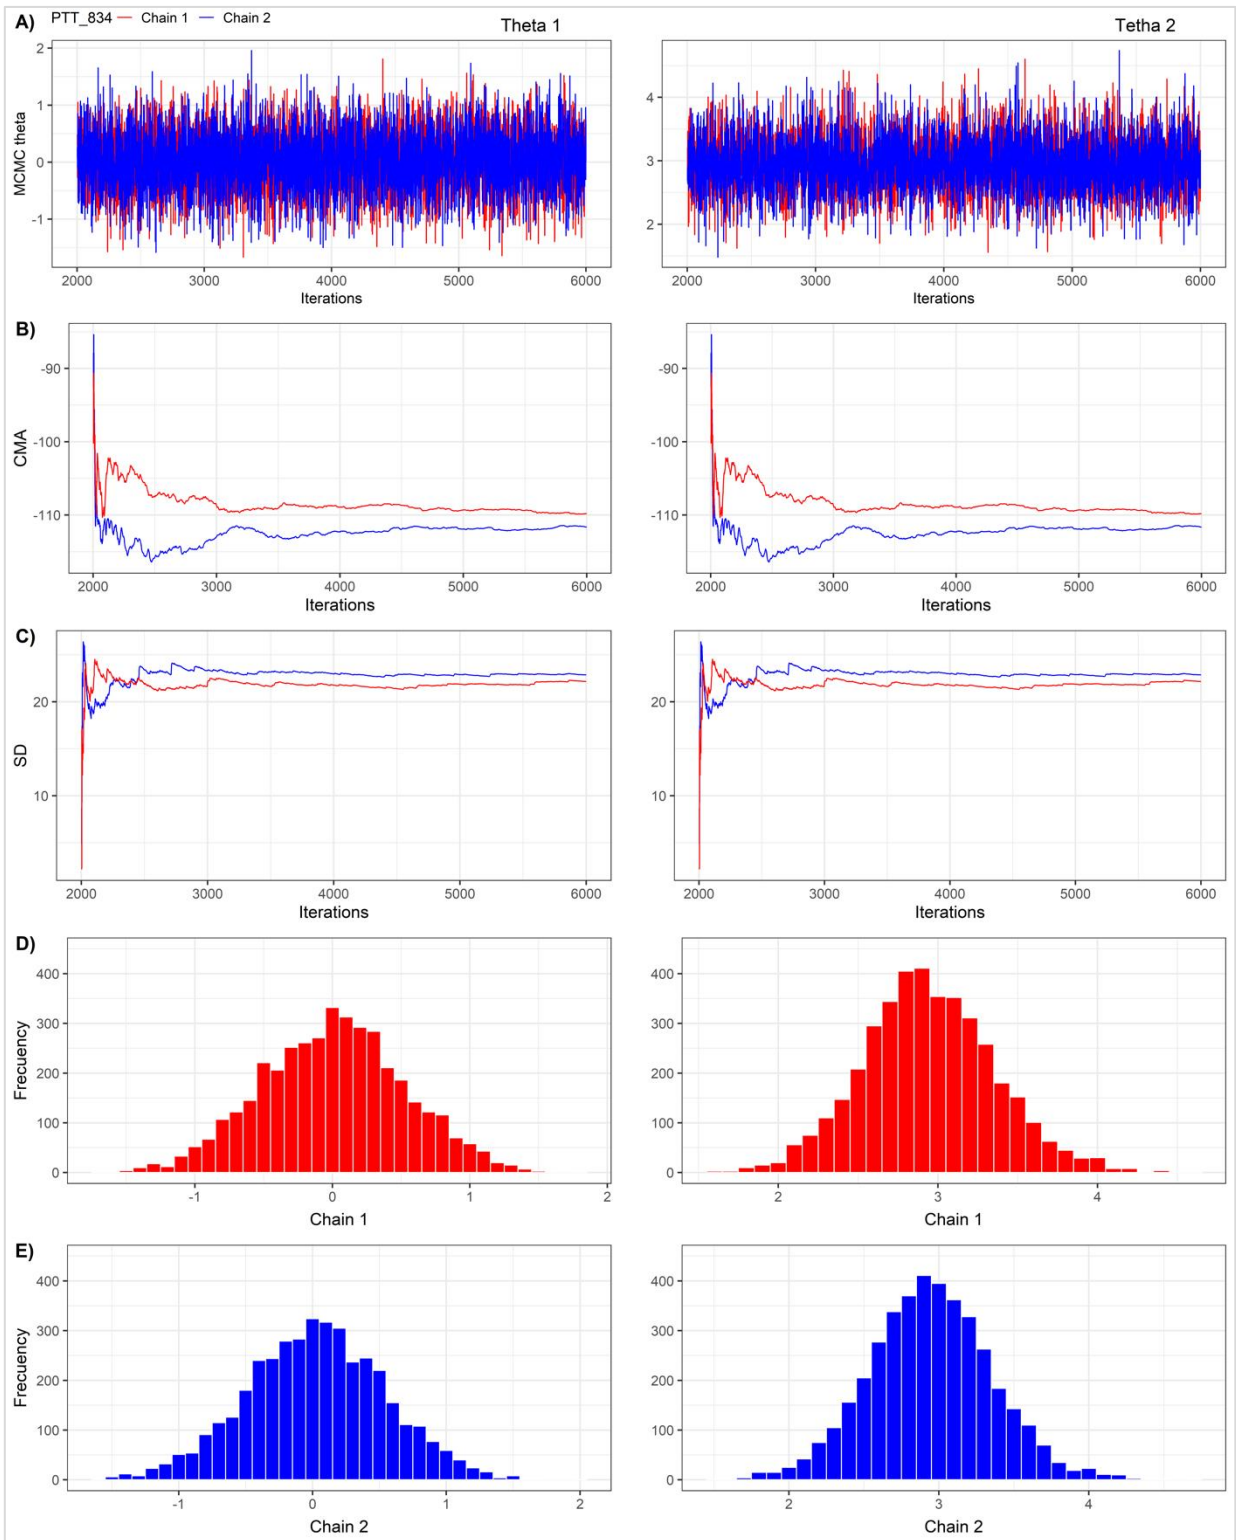 A) PTT_834 Chain 1 Chain 2 Theta 1 Tetha 2
MCMC theta
2 1 0 -1
2000 3000 4000 5000 6000
Iterations
4 3 2
2000 3000 4000 5000 6000
Iterations
B)
CMA
-90 -100 -110
2000 3000 4000 5000 6000
Iterations
-90 -100 -110
2000 3000 4000 5000 6000
Iterations
C)
SD
20 10
2000 3000 4000 5000 6000
Iterations
20 10
2000 3000 4000 5000 6000
Iterations
D)
Frecuency
400 300 200 100 0
-1 0 1 2
Chain 1
400 300 200 100 0
2 3 4
Chain 1
E)
Frecuency
400 300 200 100 0
-1 0 1 2
Chain 2
400 300 200 100 0
2 3 4
Chain 2